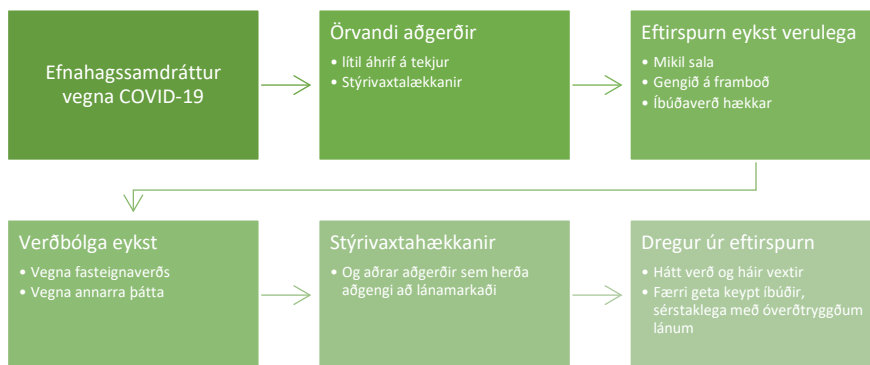 Efnahagssamdráttur
vegna COVID-19
Örvandi aðgerðir
• lítil áhrif á tekjur
• Stýrivaxtalækkanir
Eftirspurn eykst verulega
• Mikil sala
• Gengið á framboð
• Íbúðaverð hækkar
Verðbólga eykst
• Vegna fasteignaverðs
• Vegna annarra þátta
Stýrivaxtahækkanir
• Og aðrar aðgerðir sem herða
aðgengi að lánamarkaði
Dregur úr eftirspurn
• Hátt verð og háir vextir
• Færri geta keypt íbúðir,
sérstaklega með óverðtryggðum
lánum